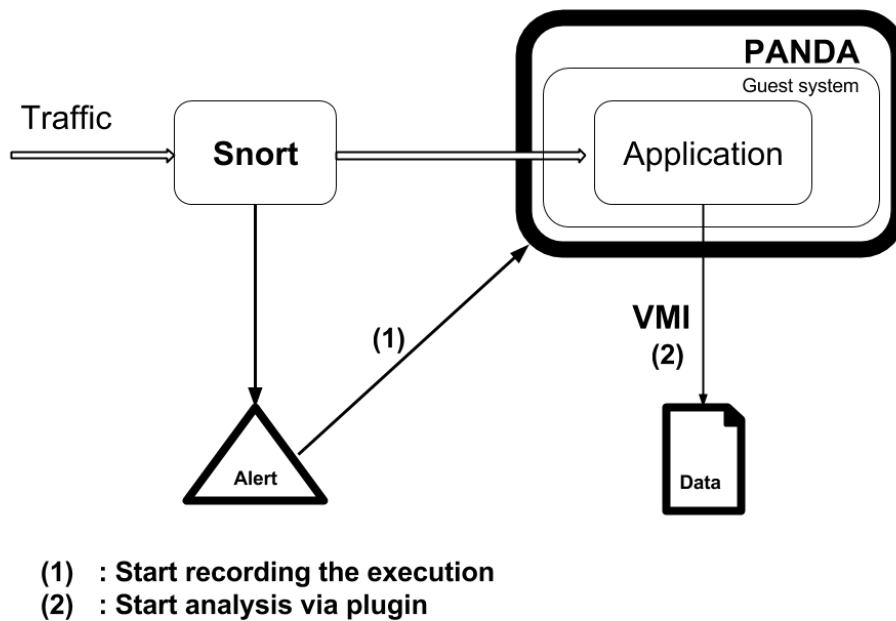 PANDA
Guest system
Traffic
Snort
Application
VMI
(1)
(2)
Alert
Data
(1) : Start recording the execution
(2) : Start analysis via plugin